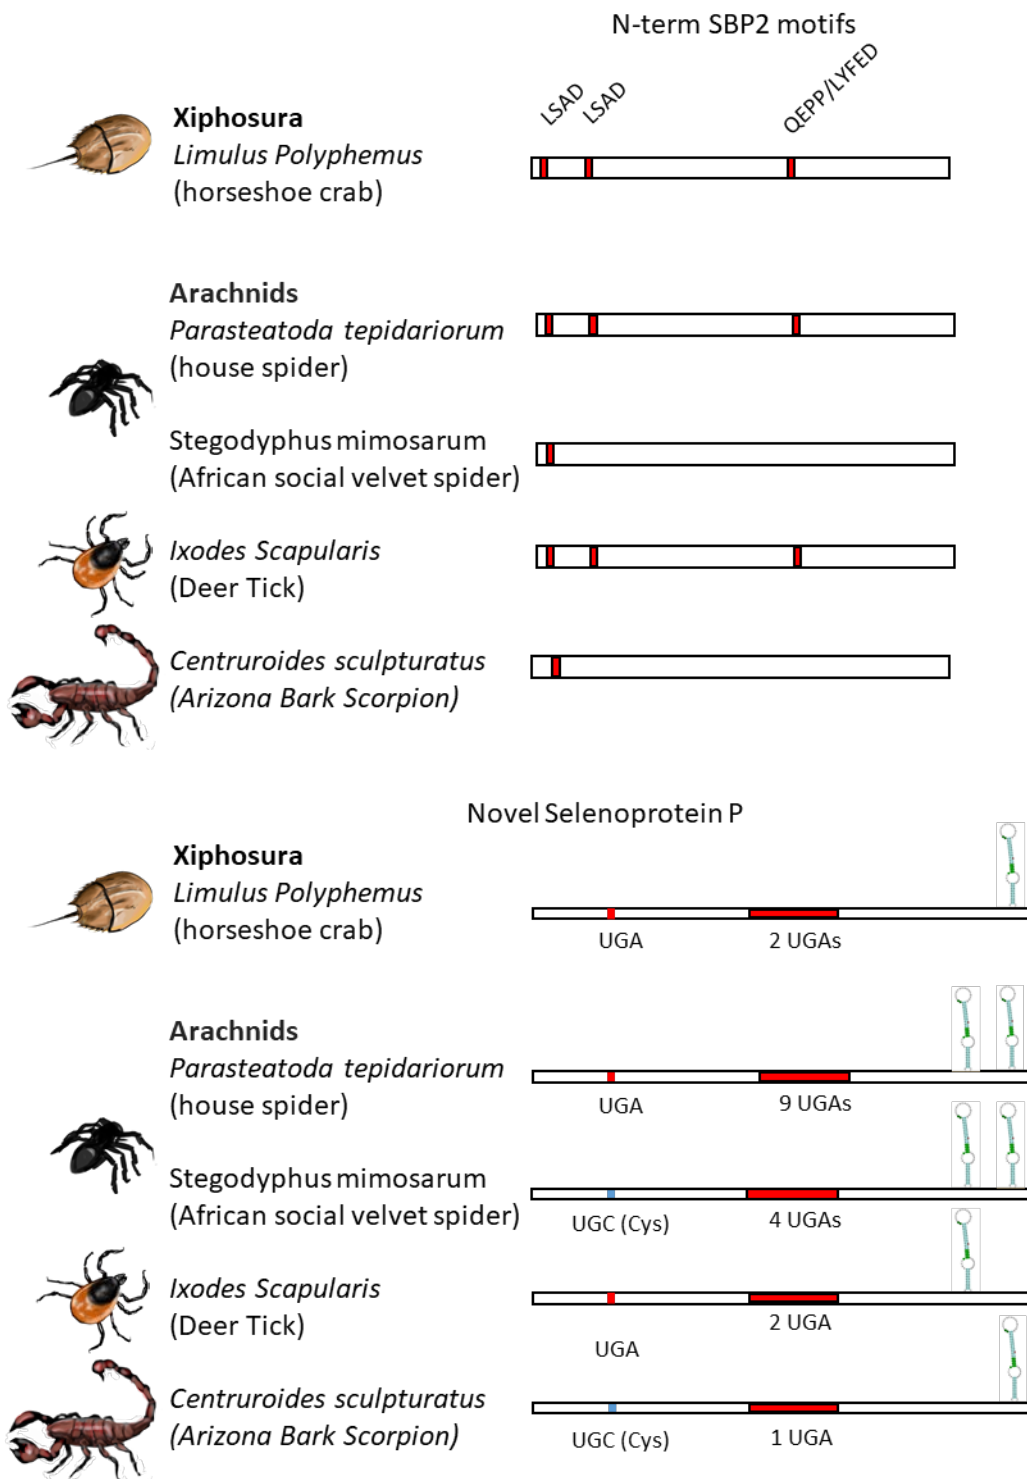 N-term SBP2 motifs
LSAD
LSAD
QEPP/LYFED
Xiphosura
Limulus Polyphemus
(horseshoe crab)
Arachnids
Parasteatoda tepidariorum
(house spider)
Stegodyphus mimosarum
(African social velvet spider)
Ixodes Scapularis
(Deer Tick)
Centruroides sculpturatus
(Arizona Bark Scorpion)
Novel Selenoprotein P
Xiphosura
Limulus Polyphemus
(horseshoe crab)
UGA
2 UGAs
Arachnids
Parasteatoda tepidariorum
(house spider)
UGA
9 UGAs
Stegodyphus mimosarum
(African social velvet spider)
UGC (Cys)
4 UGAs
Ixodes Scapularis
(Deer Tick)
2 UGA
UGA
Centruroides sculpturatus
(Arizona Bark Scorpion)
UGC (Cys)
1 UGA